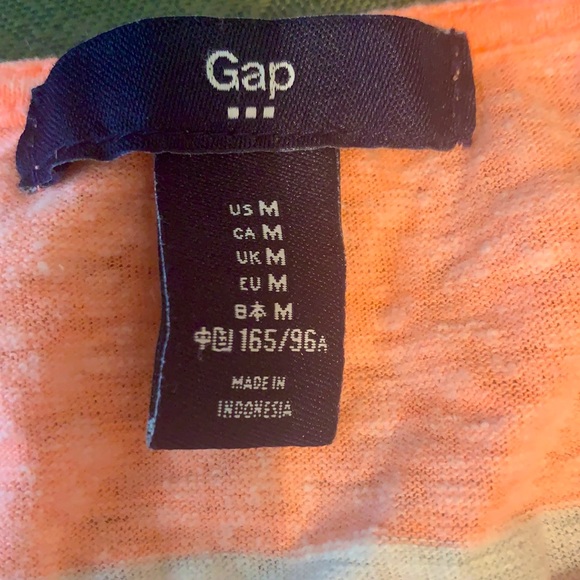 Gap
US M
CA M
UK M
EU M
日本 M
中国 165/96A
MADE IN
INDONESIA